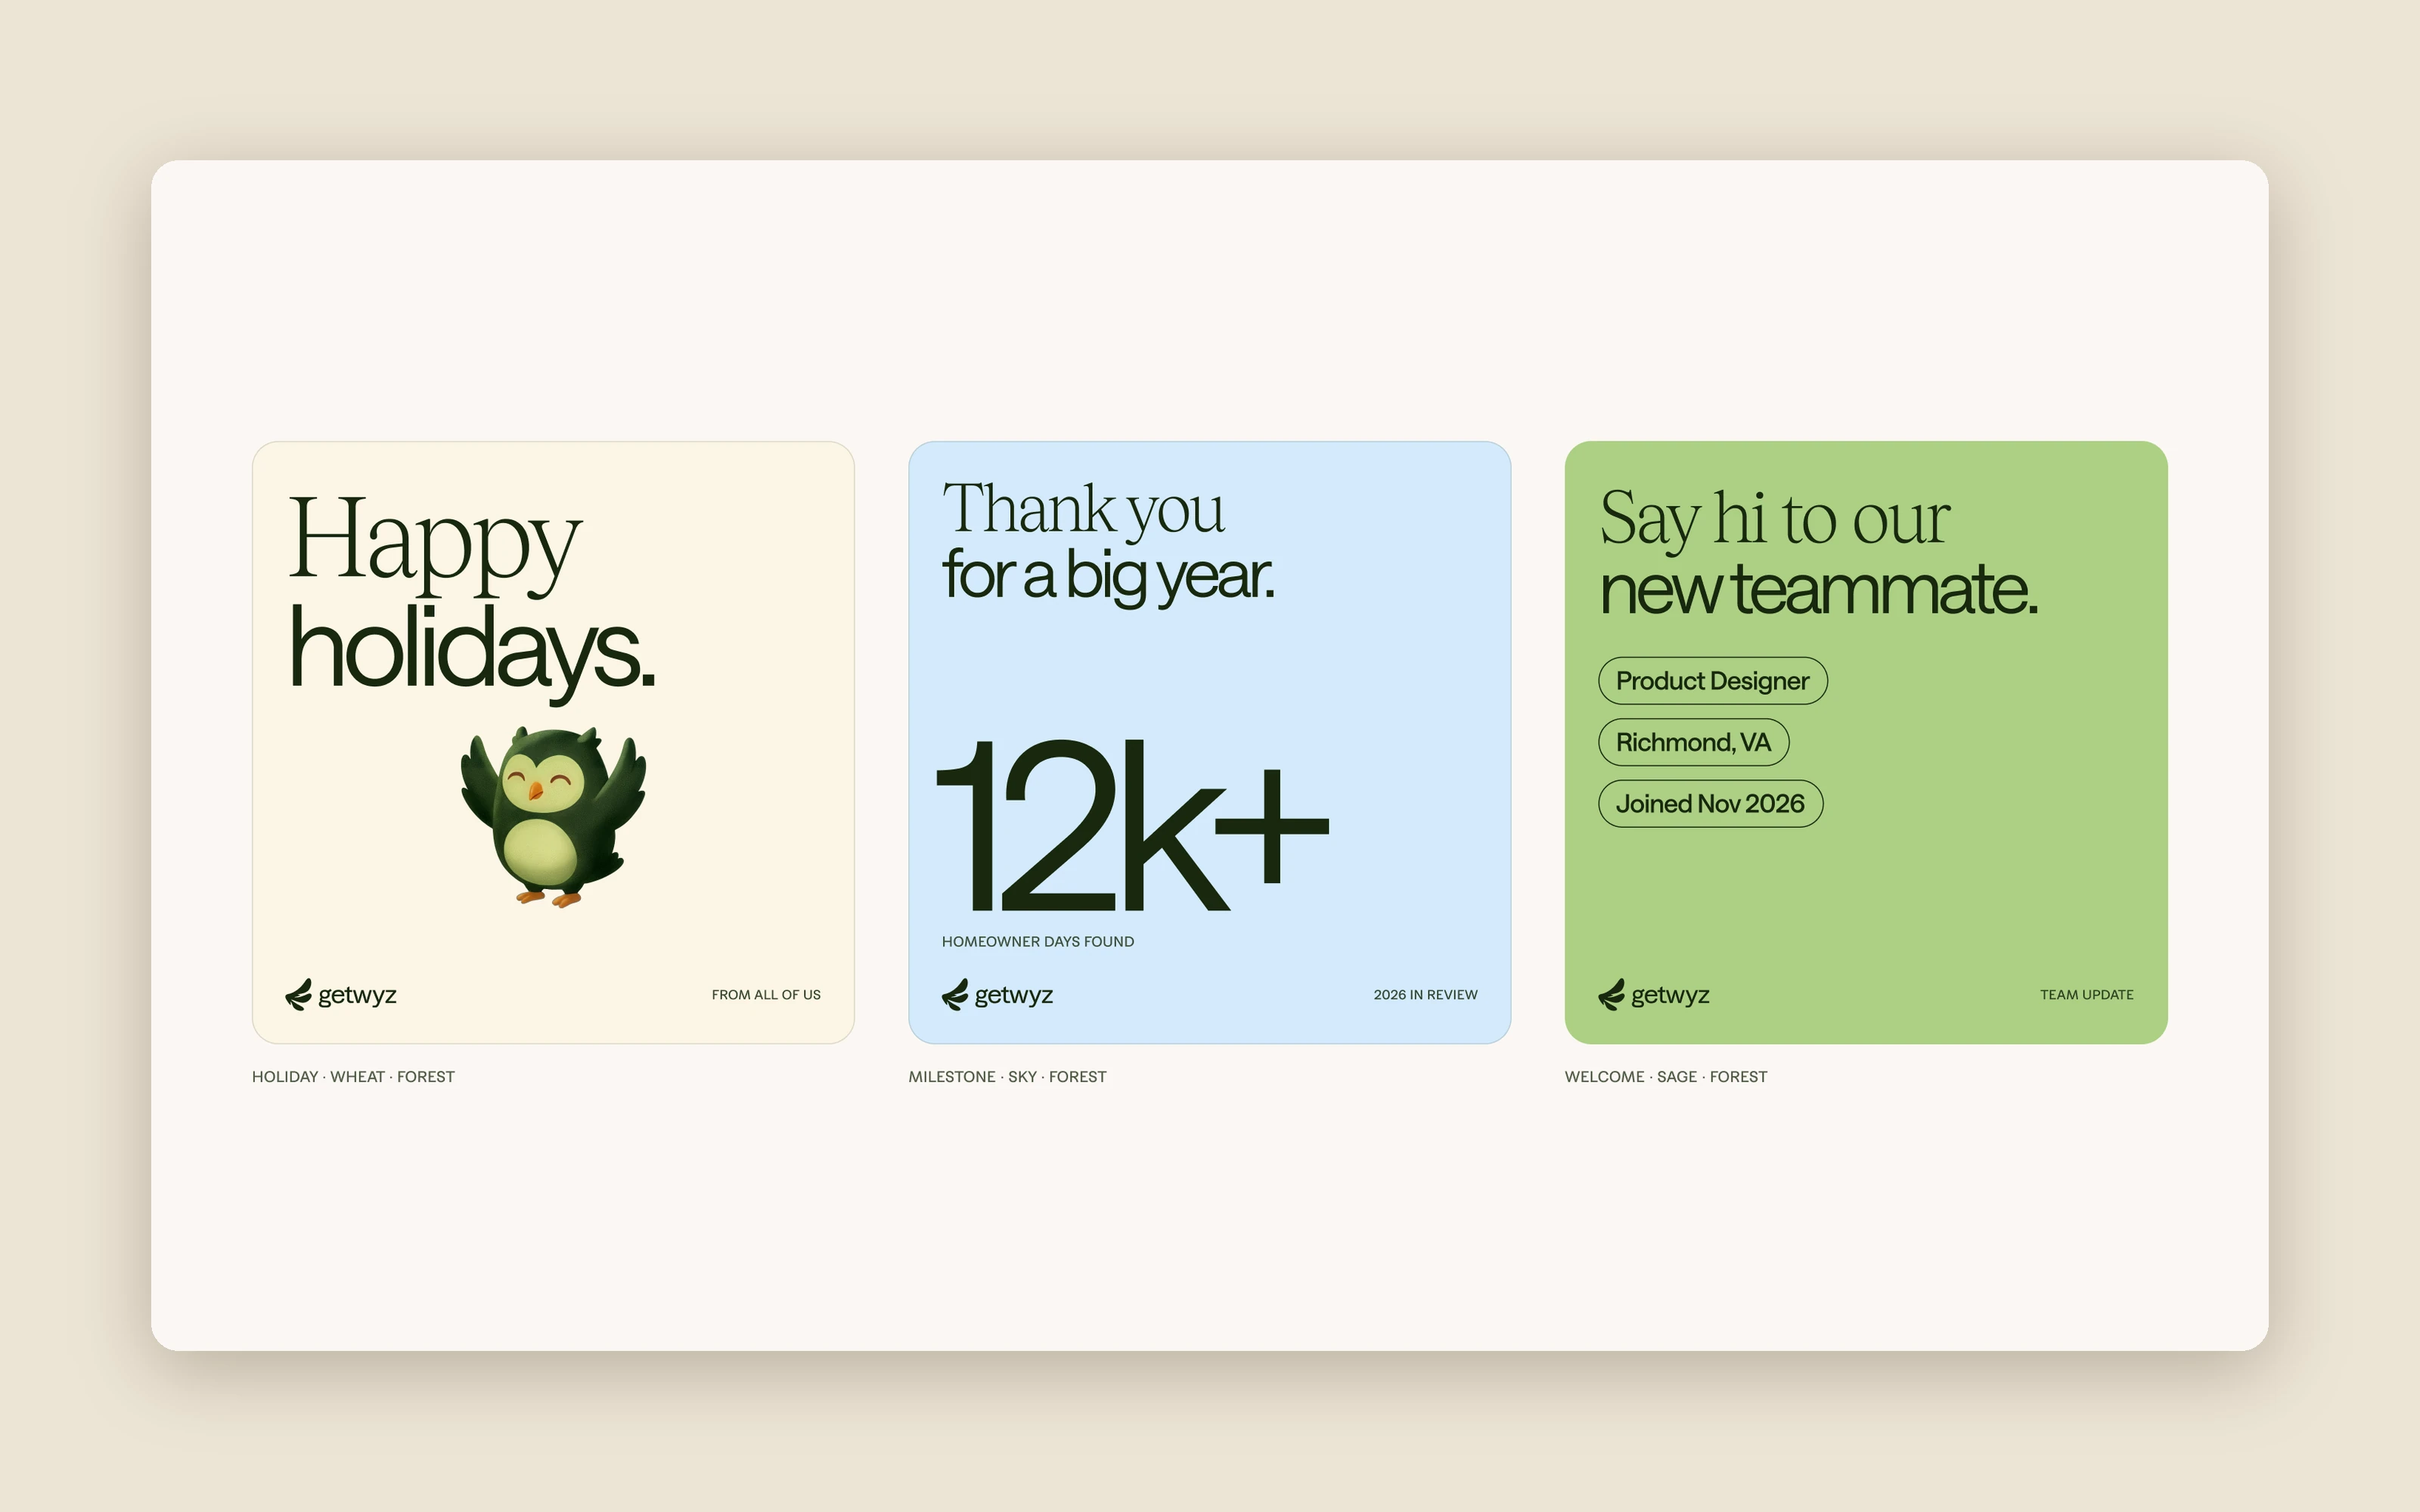 Happy
holidays.
getwyz
FROM ALL OF US
HOLIDAY · WHEAT · FOREST
Thank you
for a big year.
12k+
HOMEOWNER DAYS FOUND
getwyz
2026 IN REVIEW
MILESTONE · SKY · FOREST
Say hi to our
new teammate.
Product Designer
Richmond, VA
Joined Nov 2026
getwyz
TEAM UPDATE
WELCOME · SAGE · FOREST